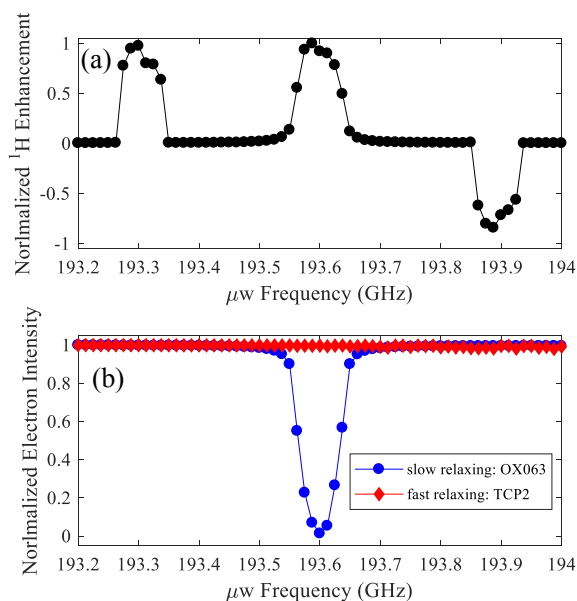 (a)
Norlmalized ¹H Enhancement
1
0.5
0
-0.5
-1
193.2 193.3 193.4 193.5 193.6 193.7 193.8 193.9 194
μw Frequency (GHz)
(b)
Norlmalized Electron Intensity
1
0.8
0.6
0.4
0.2
0
slow relaxing: OX063
fast relaxing: TCP2
193.2 193.3 193.4 193.5 193.6 193.7 193.8 193.9 194
μw Frequency (GHz)